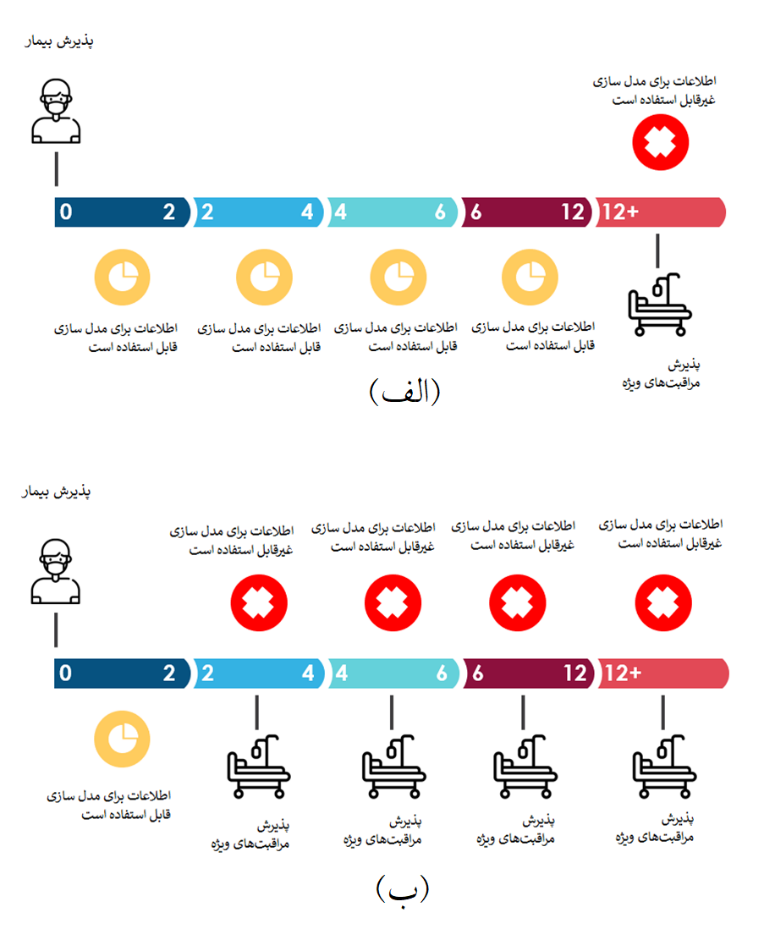 پذیرش بیمار
اطلاعات برای مدل سازی
غیرقابل استفاده است
0 2 2 4 4 6 6 12 12+
اطلاعات برای مدل سازی
قابل استفاده است
اطلاعات برای مدل سازی
قابل استفاده است
اطلاعات برای مدل سازی
قابل استفاده است
اطلاعات برای مدل سازی
قابل استفاده است
پذیرش
مراقبت‌های ویژه
(الف)
پذیرش بیمار
اطلاعات برای مدل سازی
غیرقابل استفاده است
اطلاعات برای مدل سازی
غیرقابل استفاده است
اطلاعات برای مدل سازی
غیرقابل استفاده است
اطلاعات برای مدل سازی
غیرقابل استفاده است
0 2 2 4 4 6 6 12 12+
اطلاعات برای مدل سازی
قابل استفاده است
پذیرش
مراقبت‌های ویژه
پذیرش
مراقبت‌های ویژه
پذیرش
مراقبت‌های ویژه
پذیرش
مراقبت‌های ویژه
(ب)